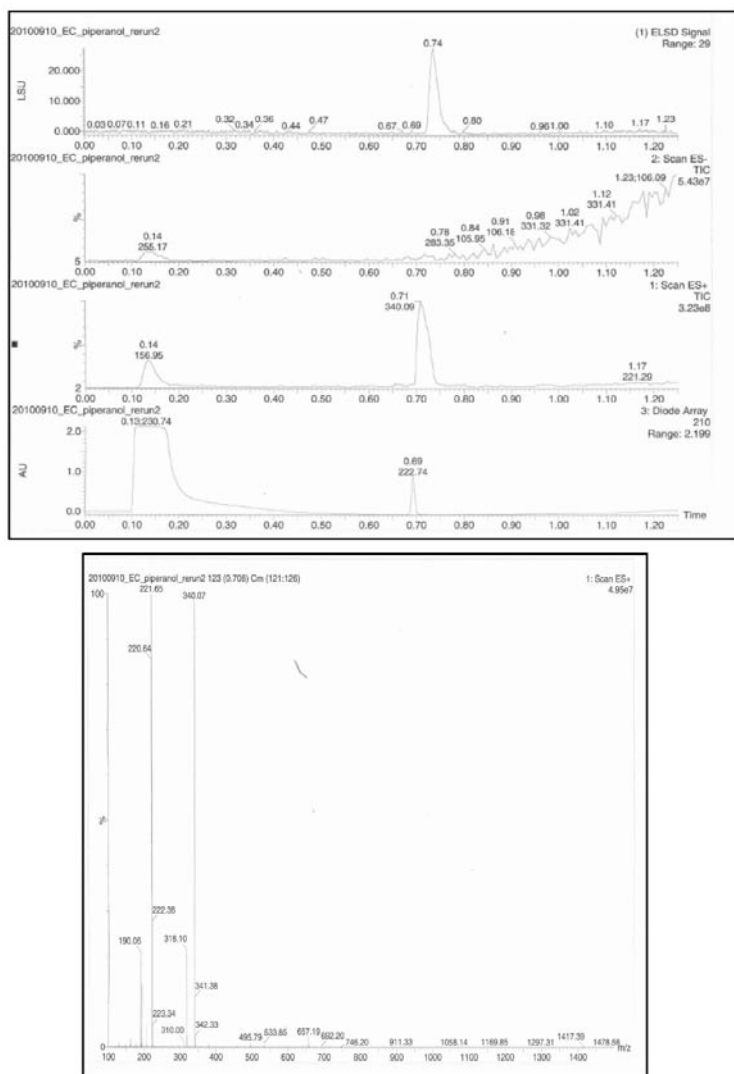 20100910_EC_piperanol_rerun2
(1) ELSD Signal
Range: 29
0.74
LSU
20.000
10.000
0.000
0.03 0.07 0.11 0.16 0.21 0.32 0.34 0.36 0.44 0.47 0.67 0.69 0.80 0.96 1.00 1.10 1.17 1.23
0.00 0.10 0.20 0.30 0.40 0.50 0.60 0.70 0.80 0.90 1.00 1.10 1.20
20100910_EC_piperanol_rerun2
2: Scan ES-
TIC
5.43e7
1.23;106.09
1.12
331.41
1.02
331.41
0.98
331.32
0.91
106.16
0.84
105.95
0.78
283.35
0.14
255.17
%
5
0.00 0.10 0.20 0.30 0.40 0.50 0.60 0.70 0.80 0.90 1.00 1.10 1.20
20100910_EC_piperanol_rerun2
1: Scan ES+
TIC
3.23e8
0.71
340.09
0.14
156.95
1.17
221.29
%
2
0.00 0.10 0.20 0.30 0.40 0.50 0.60 0.70 0.80 0.90 1.00 1.10 1.20
20100910_EC_piperanol_rerun2
3: Diode Array
210
Range: 2.199
0.13;230.74
0.69
222.74
AU
2.0
1.0
0.0
Time
0.00 0.10 0.20 0.30 0.40 0.50 0.60 0.70 0.80 0.90 1.00 1.10 1.20
20100910_EC_piperanol_rerun2 123 (0.708) Cm (121:126)
1: Scan ES+
4.95e7
100
221.65
340.07
220.64
%
222.36
190.06
318.10
341.38
223.34
310.00
342.33
495.79
633.85
657.19
692.20
746.20
911.33
1058.14
1169.85
1297.31
1417.39
1478.58
0
m/z
100 200 300 400 500 600 700 800 900 1000 1100 1200 1300 1400